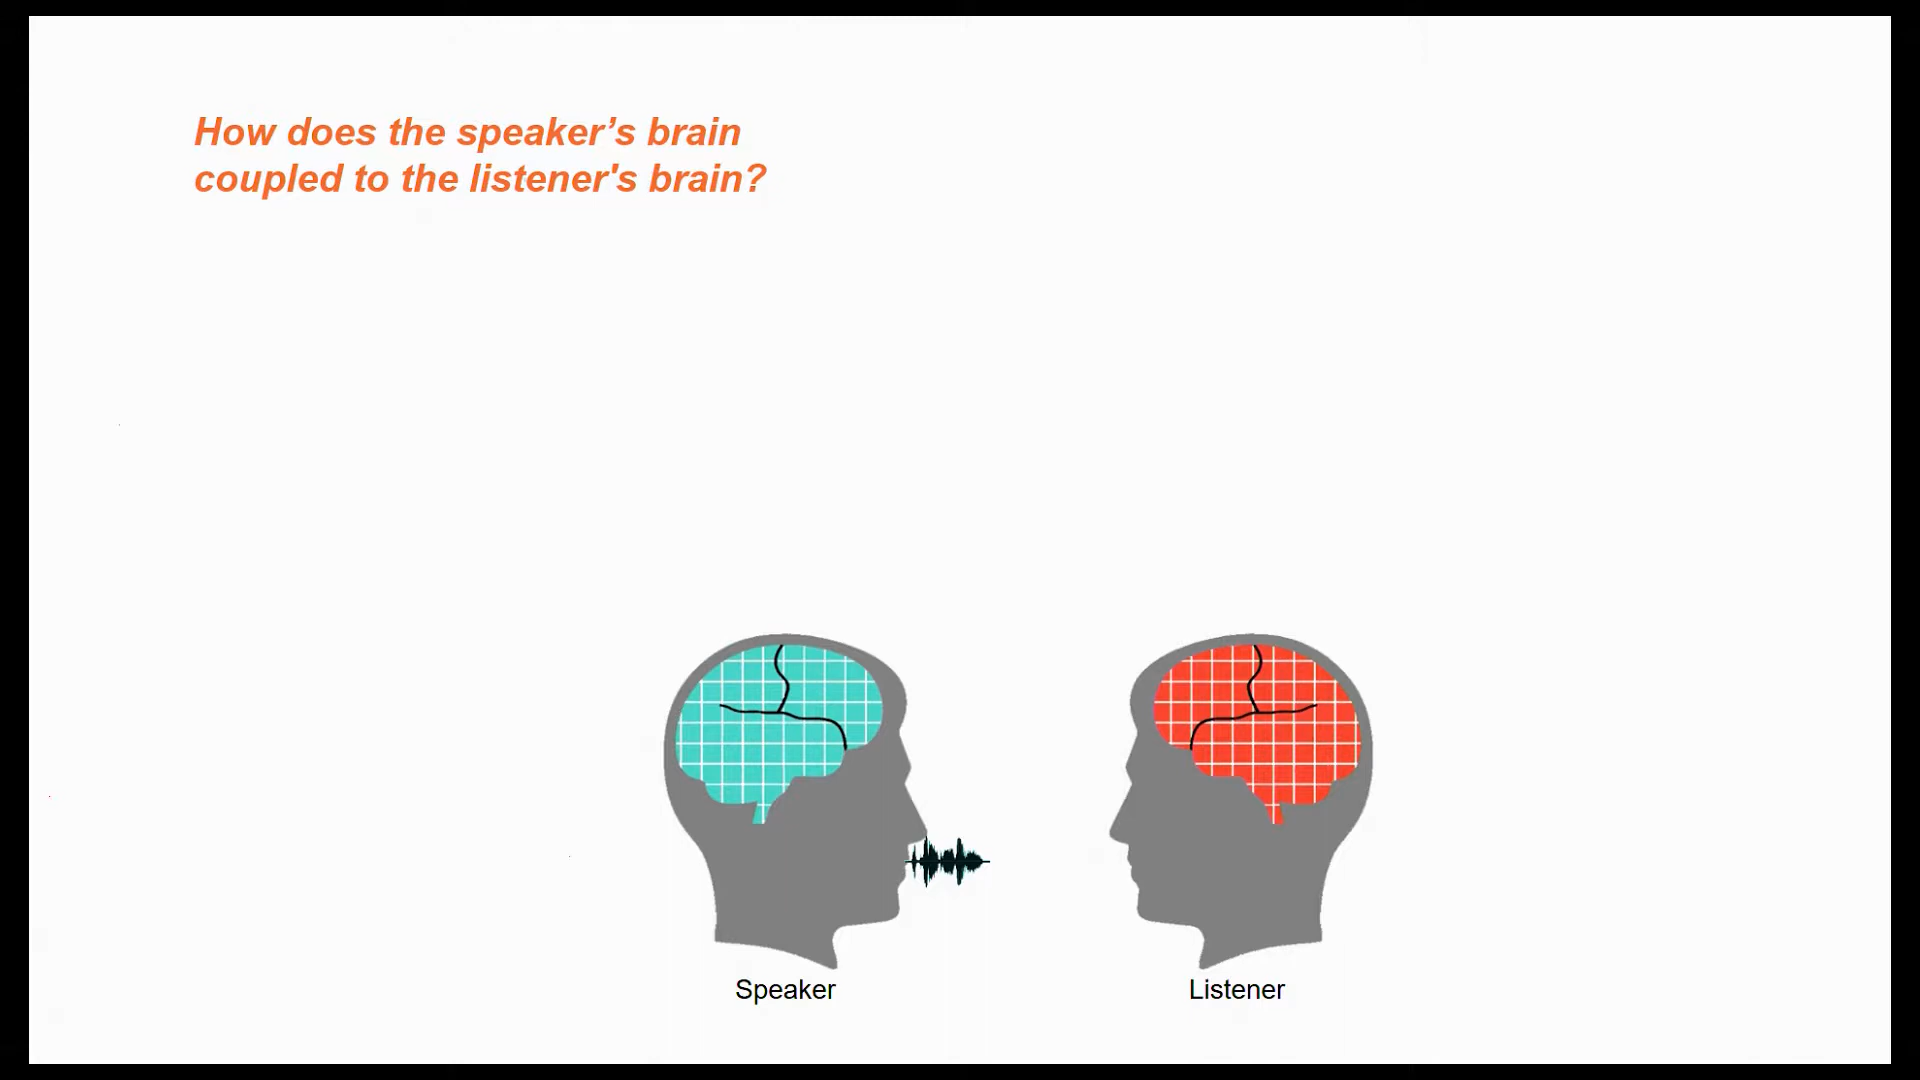 How does the speaker’s brain
coupled to the listener's brain?
Speaker
Listener